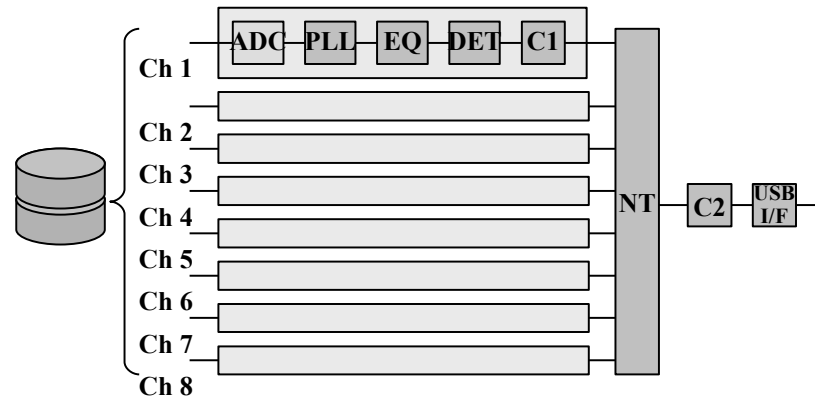 ADC PLL EQ DET C1
Ch 1
Ch 2
Ch 3
Ch 4
Ch 5
Ch 6
Ch 7
Ch 8
NT
C2
USB
I/F